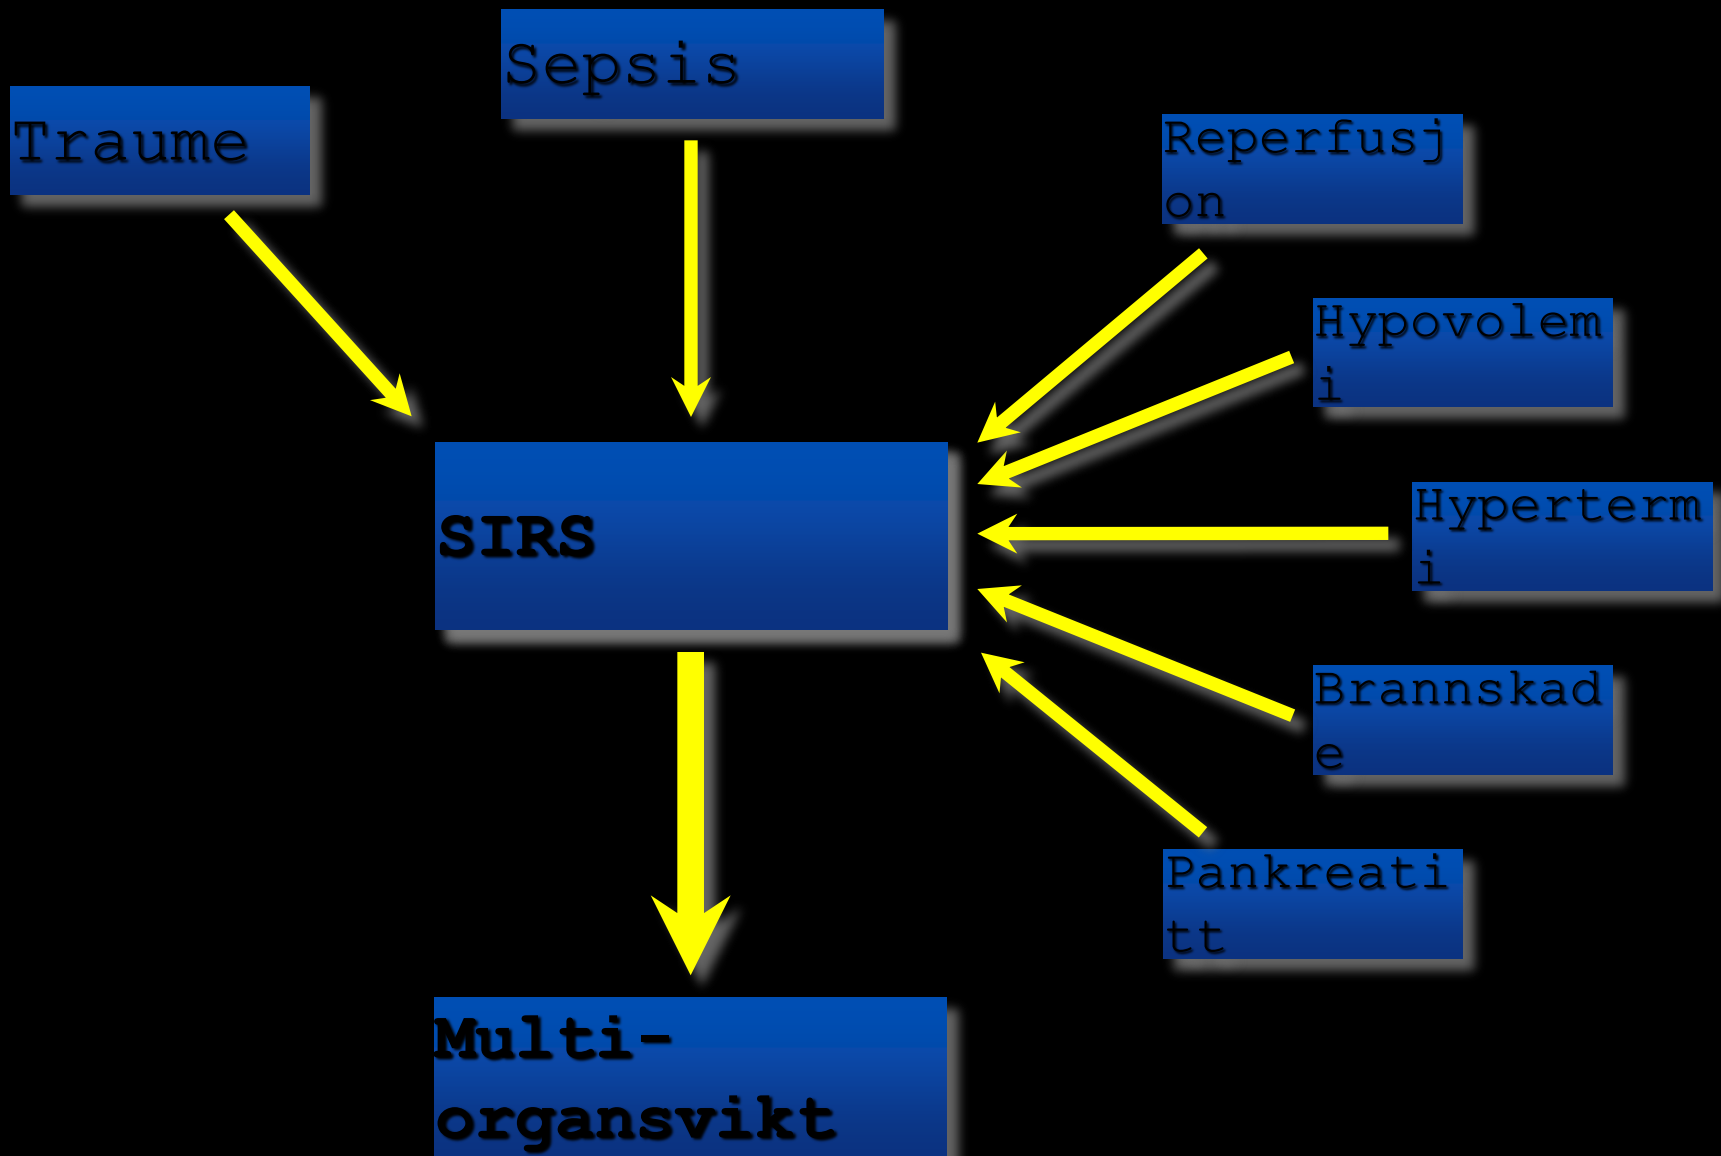 Sepsis
Traume
Reperfusj
on
Hypovolem
i
SIRS
Hyperterm
i
Brannskad
e
Pankreati
tt
Multi-
organsvikt